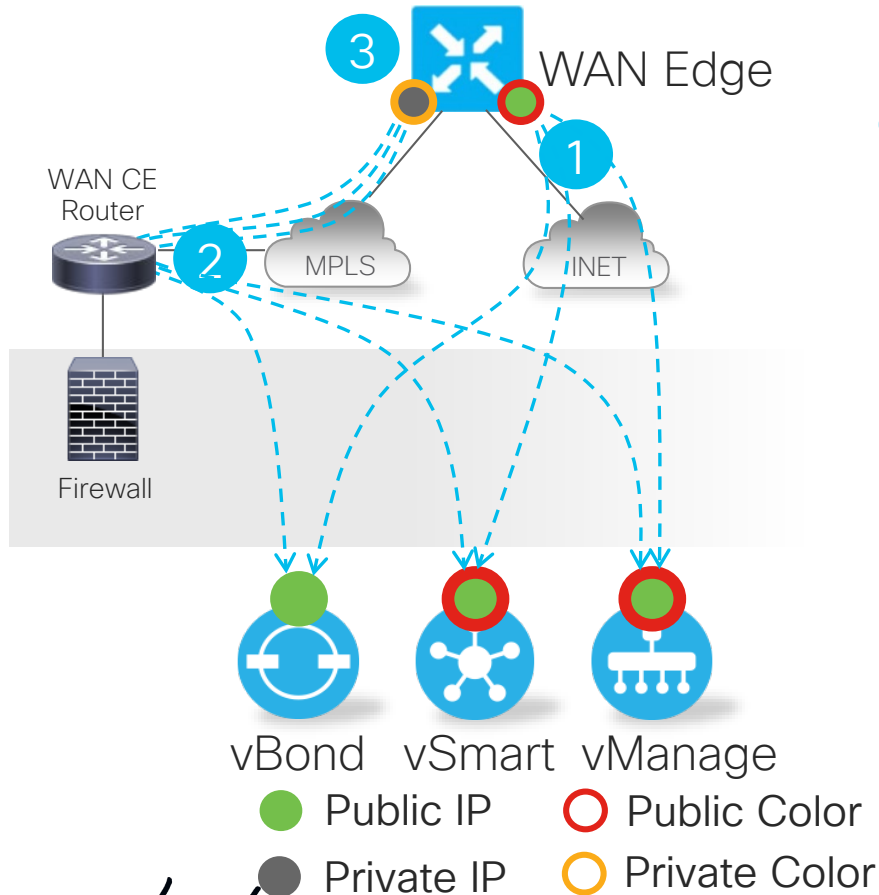 3
WAN Edge
1
WAN CE
Router
2
MPLS
INET
Firewall
vBond
vSmart
vManage
Public IP
Public Color
Private IP
Private Color